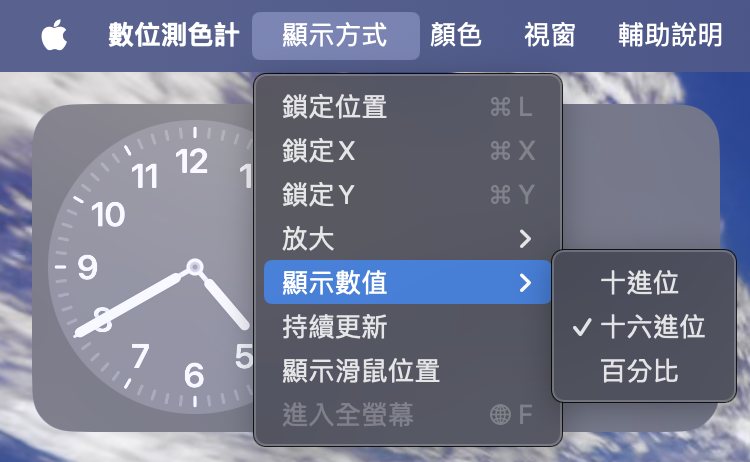 數位測色計 顯示方式 顏色 視窗 輔助說明
鎖定位置 ⌘ L
鎖定 X ⌘ X
鎖定 Y ⌘ Y
放大
顯示數值
持續更新
顯示滑鼠位置
進入全螢幕 F
十進位
✓ 十六進位
百分比
12
11
1
10
9
8
7
6
5